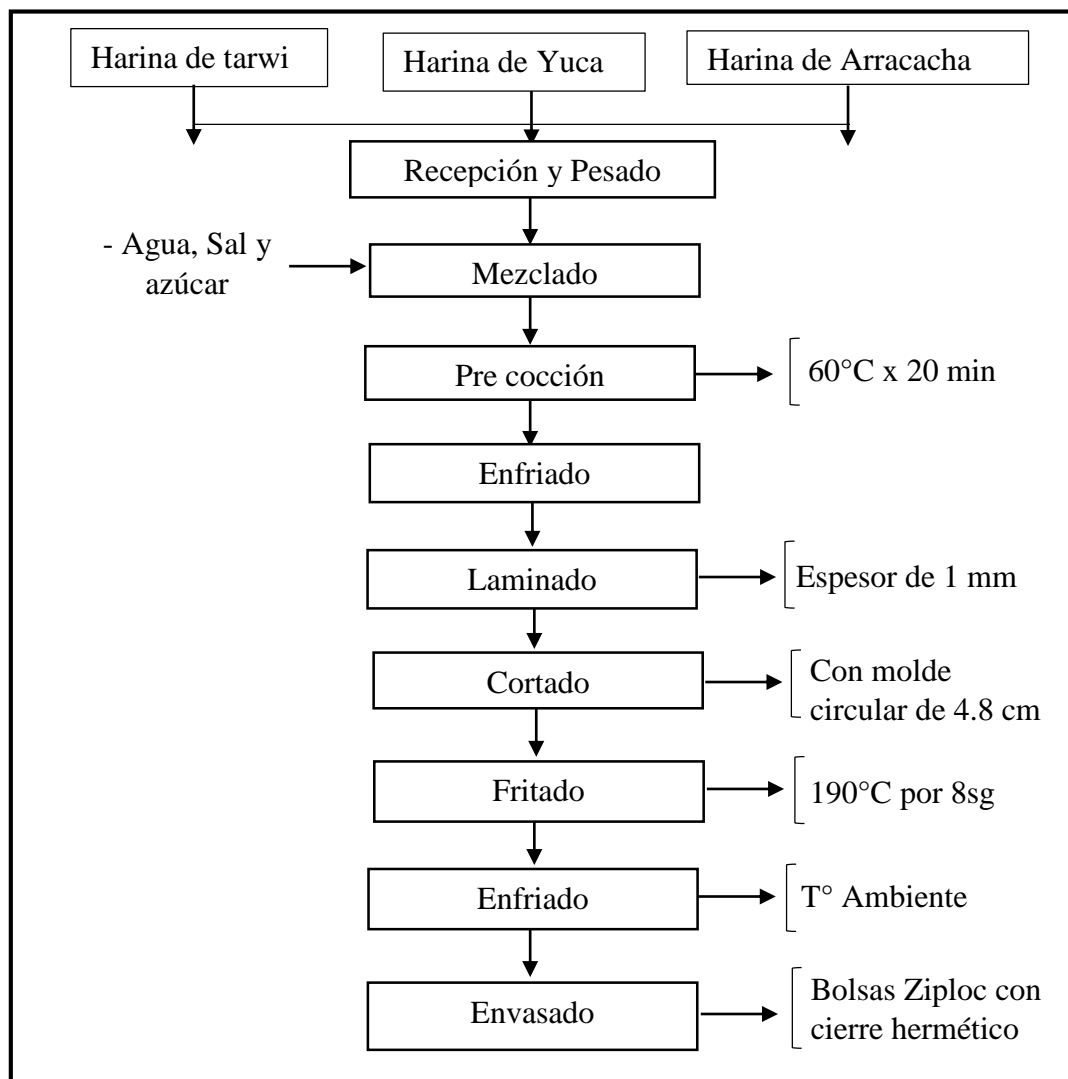 Harina de tarwi
Harina de Yuca
Harina de Arracacha
Recepción y Pesado
- Agua, Sal y
azúcar
Mezclado
Pre cocción
60°C x 20 min
Enfriado
Laminado
Espesor de 1 mm
Cortado
Con molde
circular de 4.8 cm
Fritado
190°C por 8sg
Enfriado
T° Ambiente
Envasado
Bolsas Ziploc con
cierre hermético